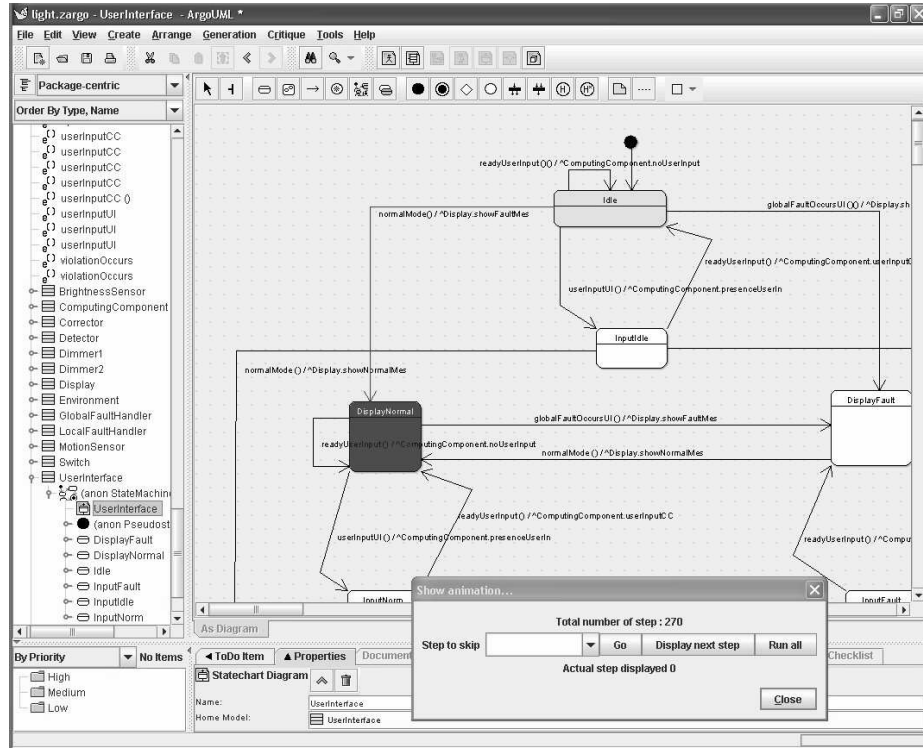 light.zargo - UserInterface - ArgoUML *
File Edit View Create Arrange Generation Critique Tools Help
Package-centric
Order By Type, Name
userInputCC
userInputCC
userInputCC
userInputCC
userInputCC ()
userInputUI
userInputUI
userInputUI
violationOccurs
violationOccurs
BrightnessSensor
ComputingComponent
Corrector
Detector
Dimmer1
Dimmer2
Display
Environment
GlobalFaultHandler
LocalFaultHandler
MotionSensor
Switch
UserInterface
(anon StateMachin
UserInterface
(anon Pseudost
DisplayFault
DisplayNormal
Idle
InputFault
InputIdle
InputNorm
By Priority
No Items
High
Medium
Low
readyUserInput()() / ^ComputingComponent.noUserInput
Idle
normalMode() / ^Display.showFaultMes
globalFaultOccursUI()() / ^Display.sh
readyUserInput() / ^ComputingComponent.userInputC
userInputUI() / ^ComputingComponent.presenceUserIn
InputIdle
normalMode () / ^Display.showNormalMes
DisplayNormal
DisplayFault
globalFaultOccursUI() / ^Display.showFaultMes
readyUserInput() / ^ComputingComponent.noUserInput
normalMode () / ^Display.showNormalMes
readyUserInput() / ^ComputingComponent.userInputCC
userInputUI() / ^ComputingComponent.presenceUserIn
readyUserInput() / ^Compu
InputNorm
InputFault
As Diagram
Show animation...
Total number of step : 270
Step to skip
Go
Display next step
Run all
Actual step displayed 0
Close
ToDo Item
Properties
Document
Checklist
Statechart Diagram
Name:
UserInterface
Home Model:
UserInterface